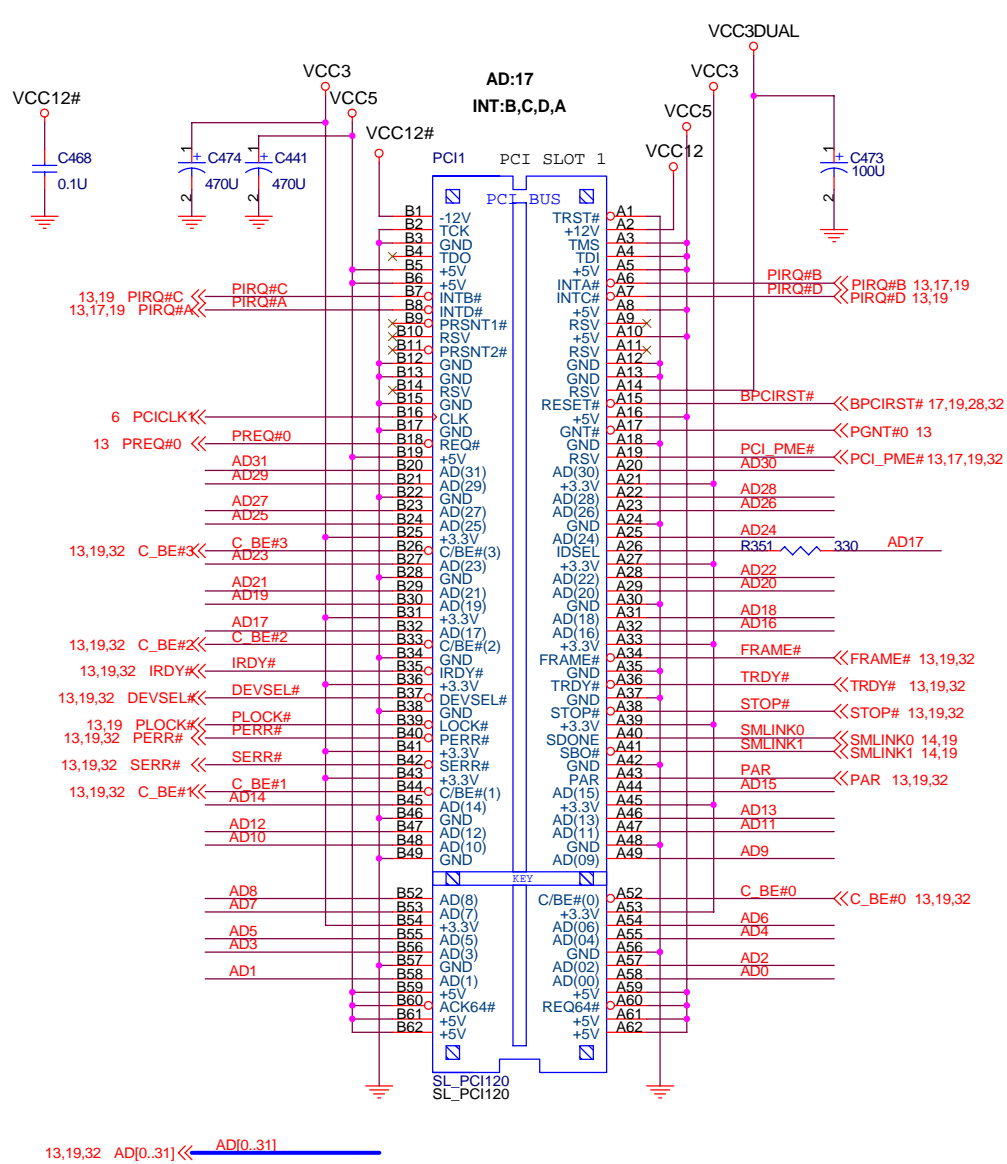 VCC3DUAL
VCC3
VCC3
AD:17
VCC12#
VCC5
VCC5
INT:B,C,D,A
VCC12#
VCC12
C468
0.1U
1 C474
2 470U
1 C441
2 470U
1 C473
2 100U
PCI1 PCI SLOT 1
PCI BUS
B1 -12V TRST# A1
B2 TCK +12V A2
B3 GND TMS A3
B4 TDO TDI A4
B5 +5V +5V A5
B6 +5V INTA# A6 PIRQ#B PIRQ#B 13,17,19
13,19 PIRQ#C PIRQ#C B7 INTB# INTC# A7 PIRQ#D PIRQ#D 13,19
13,17,19 PIRQ#A PIRQ#A B8 INTD# +5V A8
B9 PRSNT1# RSV A9
B10 RSV +5V A10
B11 PRSNT2# RSV A11
B12 GND GND A12
B13 GND GND A13
B14 RSV RSV A14
B15 GND RESET# A15 BPCIRST# BPCIRST# 17,19,28,32
6 PCICLK1 B16 CLK +5V A16
B17 GND GNT# A17 PGNT#0 13
13 PREQ#0 PREQ#0 B18 REQ# GND A18
B19 +5V RSV A19 PCI_PME# PCI_PME# 13,17,19,32
AD31 B20 AD(31) AD(30) A20 AD30
AD29 B21 AD(29) +3.3V A21
B22 GND AD(28) A22 AD28
AD27 B23 AD(27) AD(26) A23 AD26
AD25 B24 AD(25) GND A24
B25 +3.3V AD(24) A25 AD24
13,19,32 C_BE#3 C_BE#3 B26 C/BE#(3) IDSEL A26 R351 330 AD17
AD23 B27 AD(23) +3.3V A27
B28 GND AD(22) A28 AD22
AD21 B29 AD(21) AD(20) A29 AD20
AD19 B30 AD(19) GND A30
B31 +3.3V AD(18) A31 AD18
AD17 B32 AD(17) AD(16) A32 AD16
13,19,32 C_BE#2 C_BE#2 B33 C/BE#(2) +3.3V A33
B34 GND FRAME# A34 FRAME# FRAME# 13,19,32
13,19,32 IRDY# IRDY# B35 IRDY# GND A35
B36 +3.3V TRDY# A36 TRDY# TRDY# 13,19,32
13,19,32 DEVSEL# DEVSEL# B37 DEVSEL# GND A37
B38 GND STOP# A38 STOP# STOP# 13,19,32
13,19 PLOCK# PLOCK# B39 LOCK# +3.3V A39
13,19,32 PERR# PERR# B40 PERR# SDONE A40 SMLINK0 SMLINK0 14,19
B41 +3.3V SBO# A41 SMLINK1 SMLINK1 14,19
13,19,32 SERR# SERR# B42 SERR# GND A42
B43 +3.3V PAR A43 PAR PAR 13,19,32
13,19,32 C_BE#1 C_BE#1 B44 C/BE#(1) AD(15) A44 AD15
AD14 B45 AD(14) +3.3V A45
B46 GND AD(13) A46 AD13
AD12 B47 AD(12) AD(11) A47 AD11
AD10 B48 AD(10) GND A48
B49 GND AD(09) A49 AD9
KEY
AD8 B52 AD(8) C/BE#(0) A52 C_BE#0 C_BE#0 13,19,32
AD7 B53 AD(7) +3.3V A53
B54 +3.3V AD(06) A54 AD6
AD5 B55 AD(5) AD(04) A55 AD4
AD3 B56 AD(3) GND A56
B57 GND AD(02) A57 AD2
AD1 B58 AD(1) AD(00) A58 AD0
B59 +5V +5V A59
B60 ACK64# REQ64# A60
B61 +5V +5V A61
B62 +5V +5V A62
SL_PCI120
SL_PCI120
13,19,32 AD[0..31] AD[0..31]